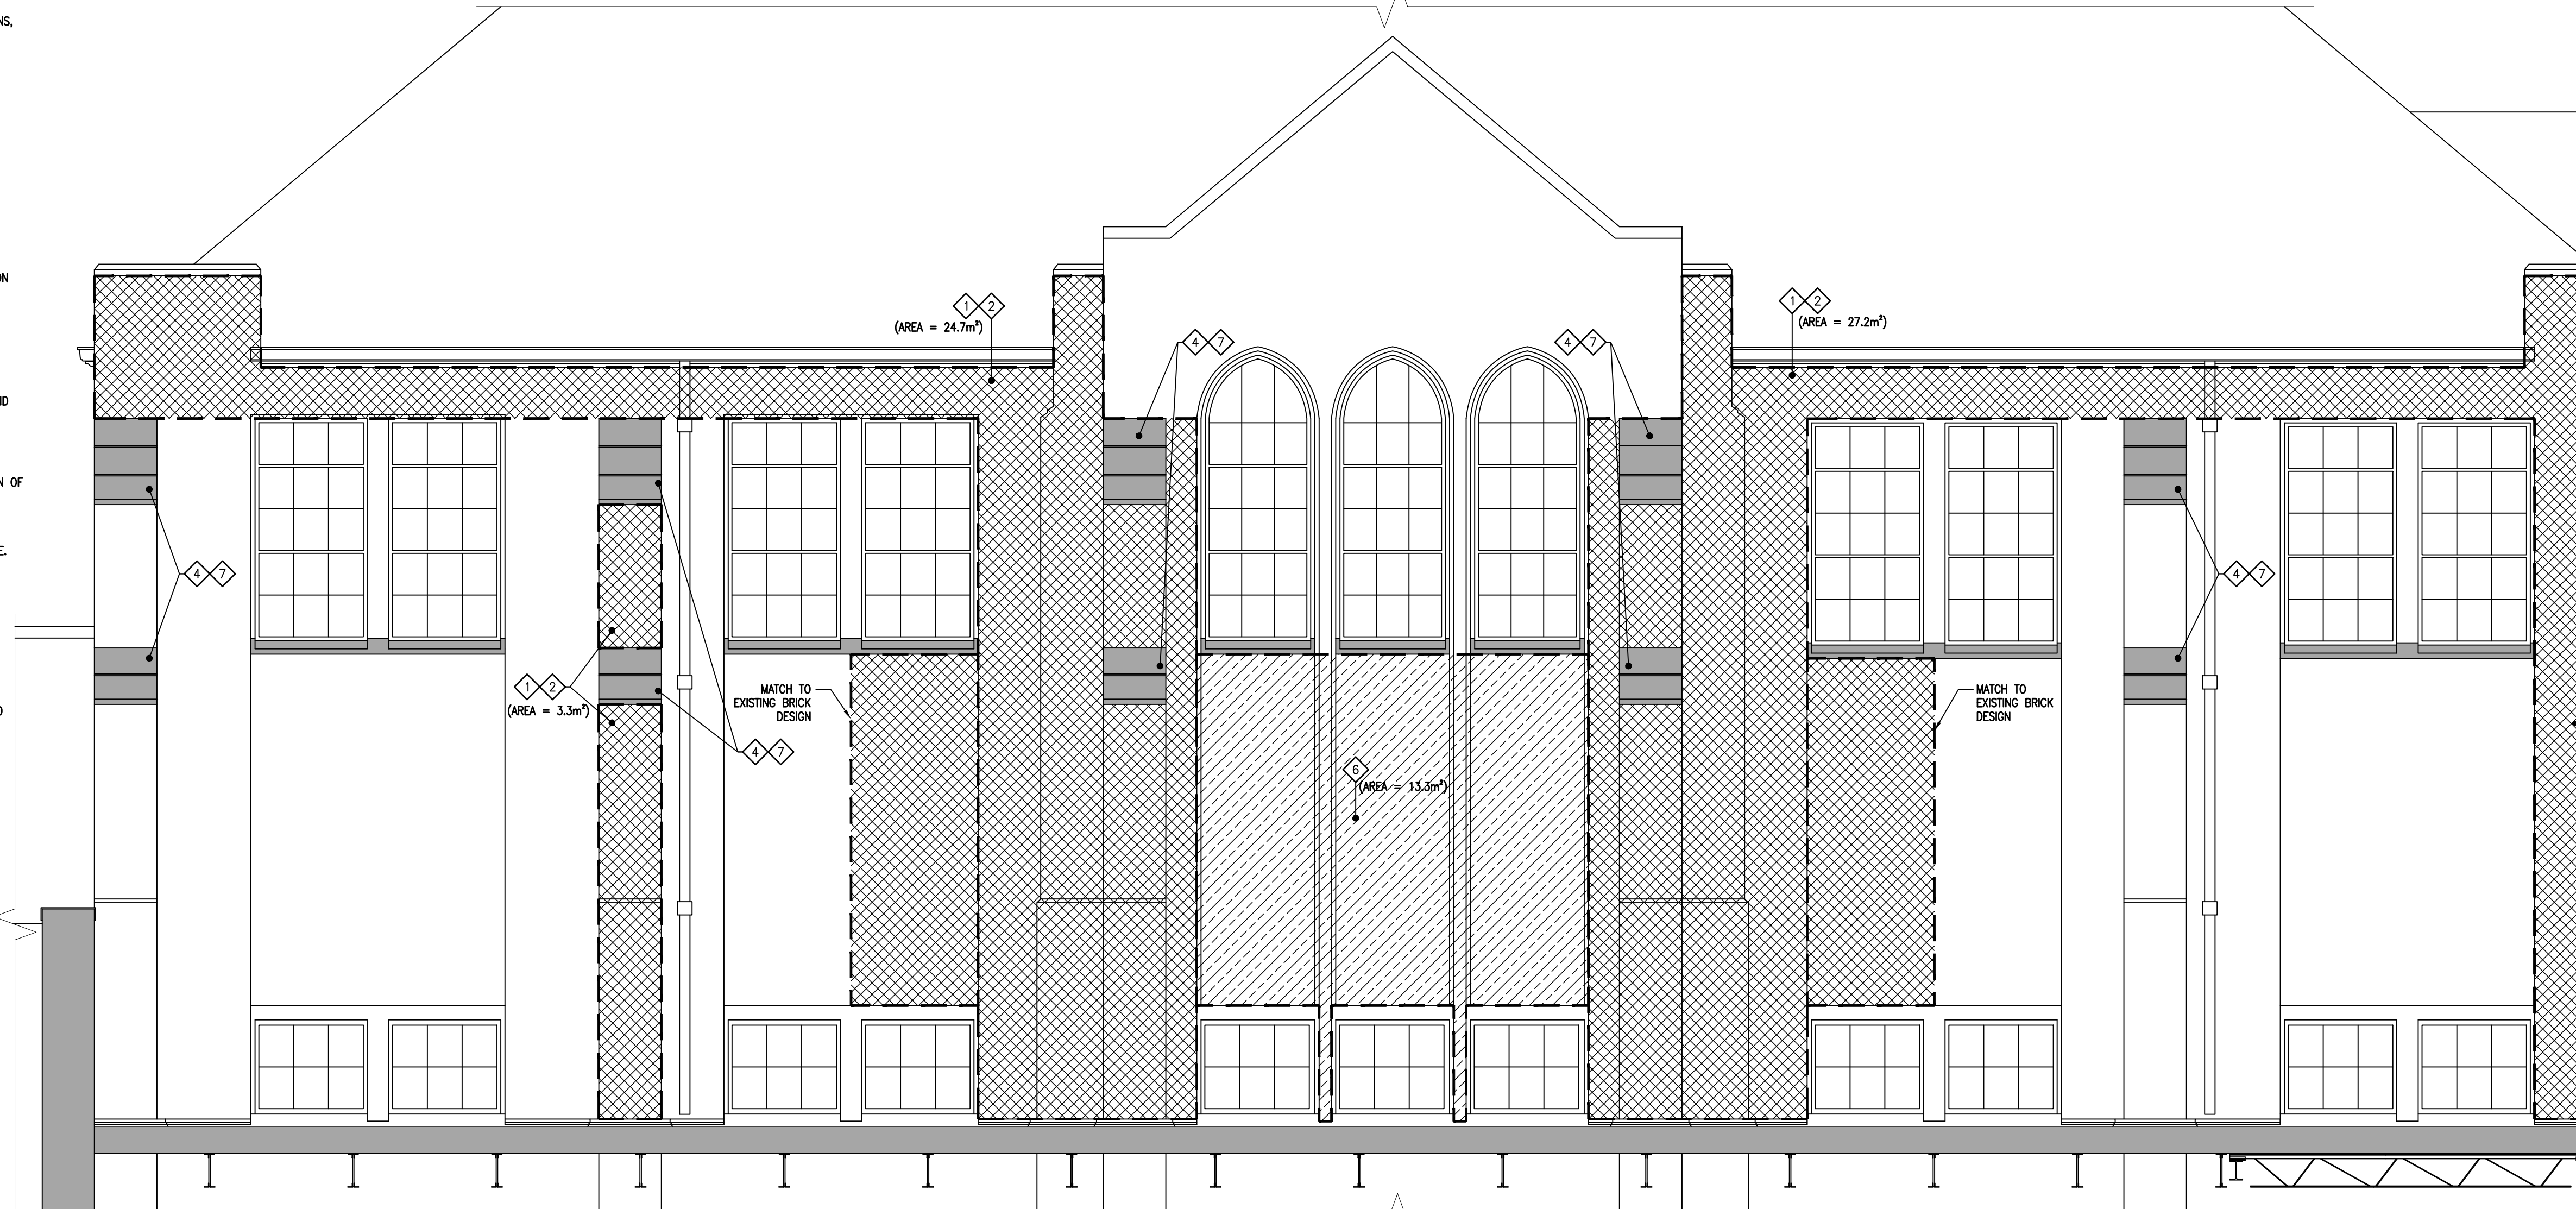 NS,
ON
ND
N OF
E.
1 2
(AREA = 24.7m²)
1 2
(AREA = 27.2m²)
4 7
4 7
4 7
4 7
1 2
(AREA = 3.3m²)
MATCH TO
EXISTING BRICK
DESIGN
MATCH TO
EXISTING BRICK
DESIGN
4 7
6
(AREA = 13.3m²)